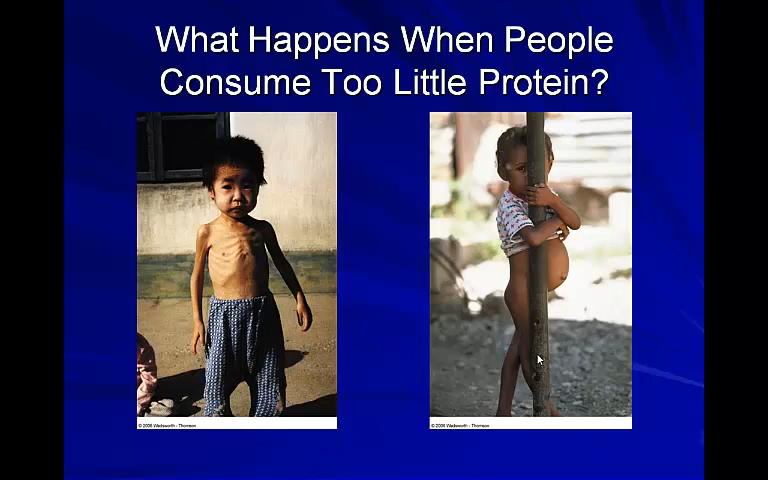 What Happens When People
Consume Too Little Protein?
© 2006 Wadsworth - Thomson
© 2006 Wadsworth - Thomson